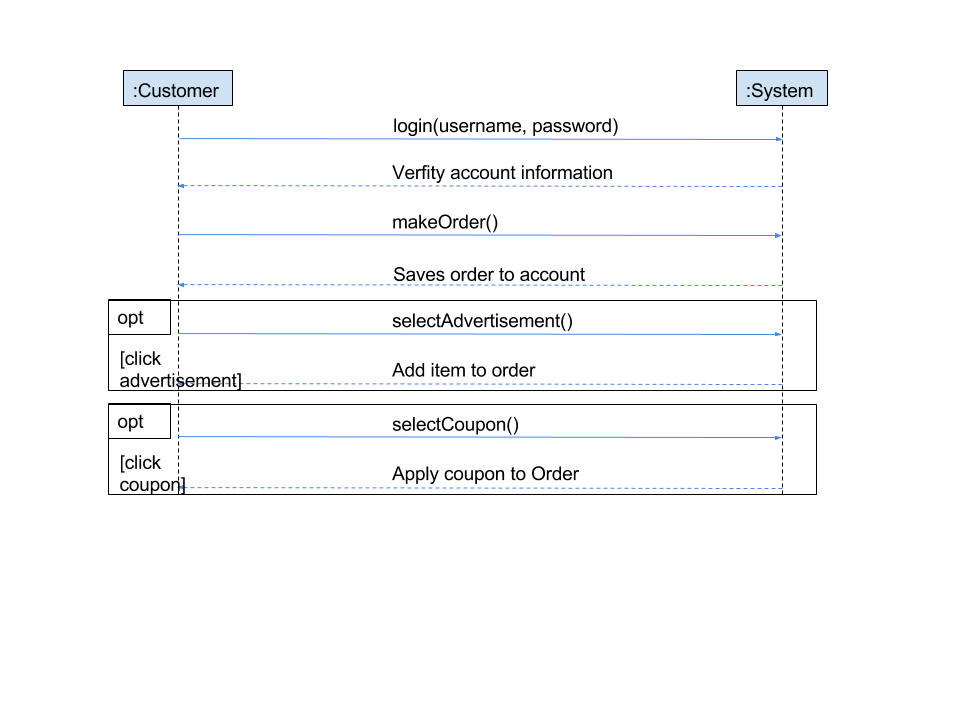 :Customer
:System
login(username, password)
Verfity account information
makeOrder()
Saves order to account
opt
selectAdvertisement()
[click
advertisement]
Add item to order
opt
selectCoupon()
[click
coupon]
Apply coupon to Order